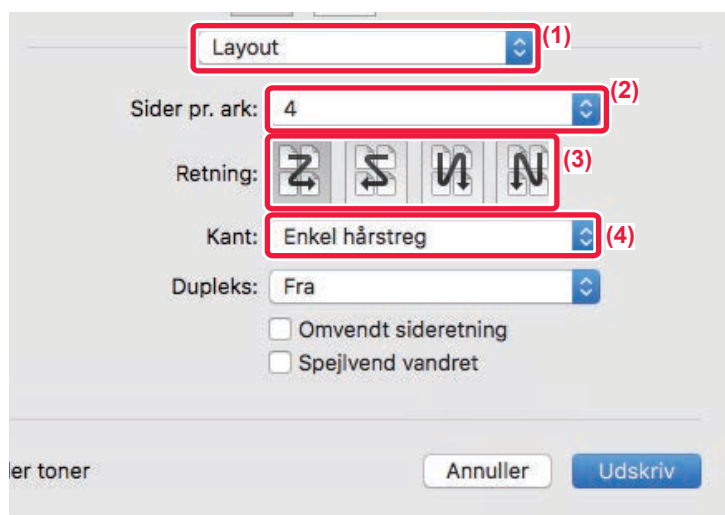 Layout (1)
Sider pr. ark: 4 (2)
Retning: (3)
Kant: Enkel hårstreg (4)
Dupleks: Fra
Omvendt sideretning
Spejlvend vandret
ler toner Annuller Udskriv